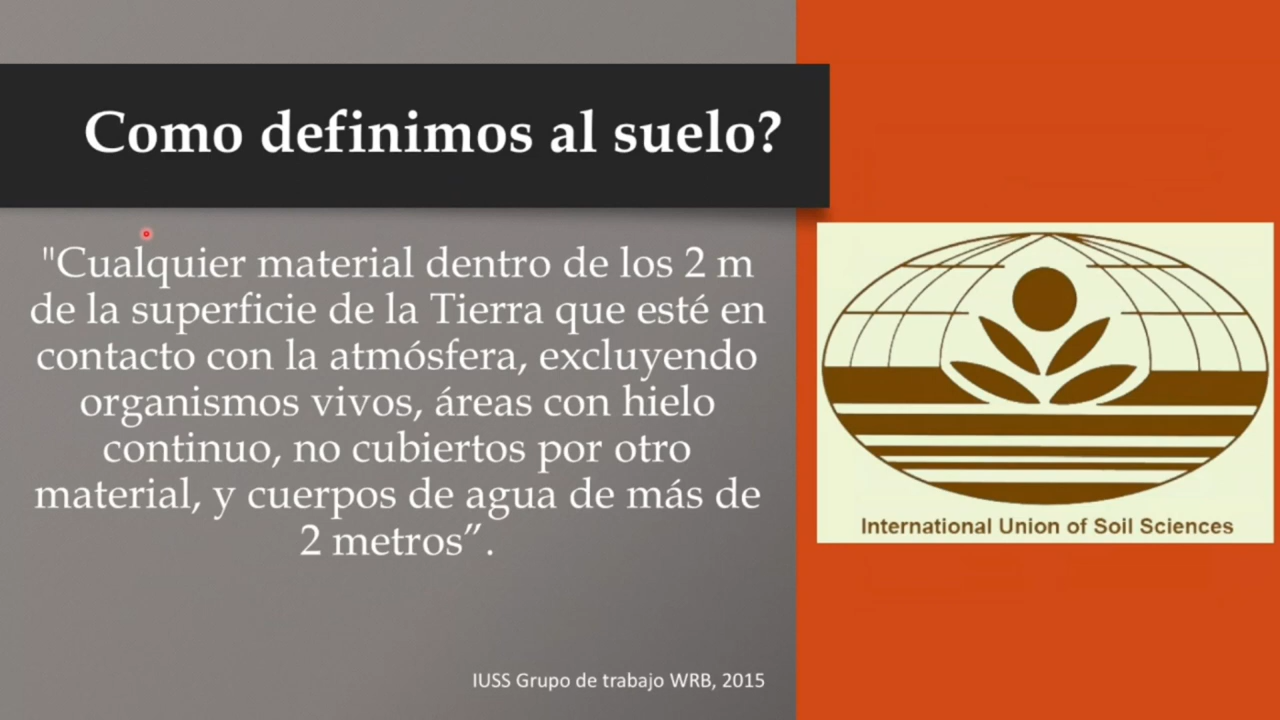 Como definimos al suelo?
"Cualquier material dentro de los 2 m
de la superficie de la Tierra que esté en
contacto con la atmósfera, excluyendo
organismos vivos, áreas con hielo
continuo, no cubiertos por otro
material, y cuerpos de agua de más de
2 metros”.
International Union of Soil Sciences
IUSS Grupo de trabajo WRB, 2015